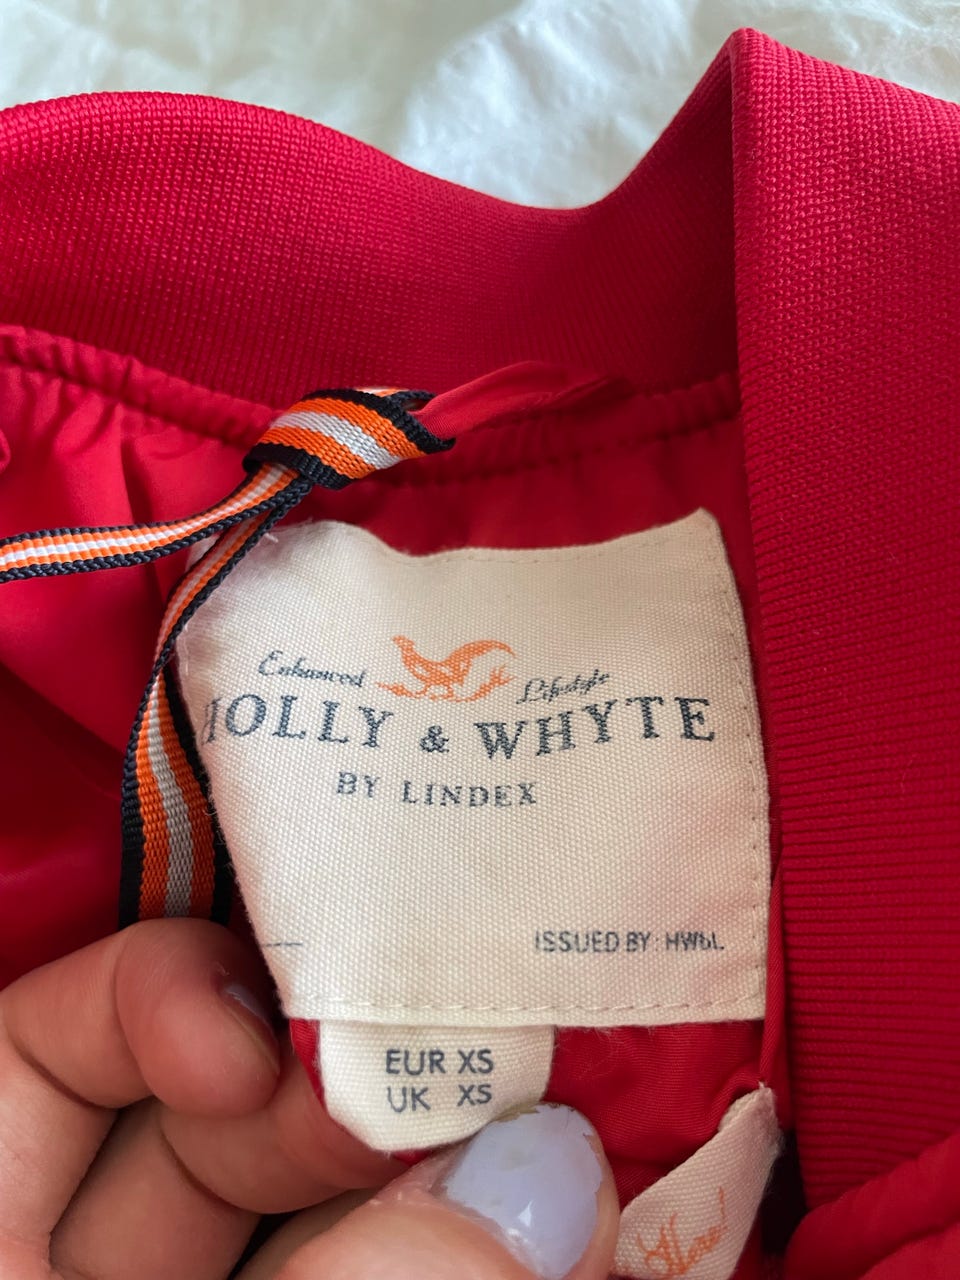 Enhanced Lifestyle
HOLLY & WHYTE
BY LINDEX
ISSUED BY: HWbL
EUR XS
UK XS